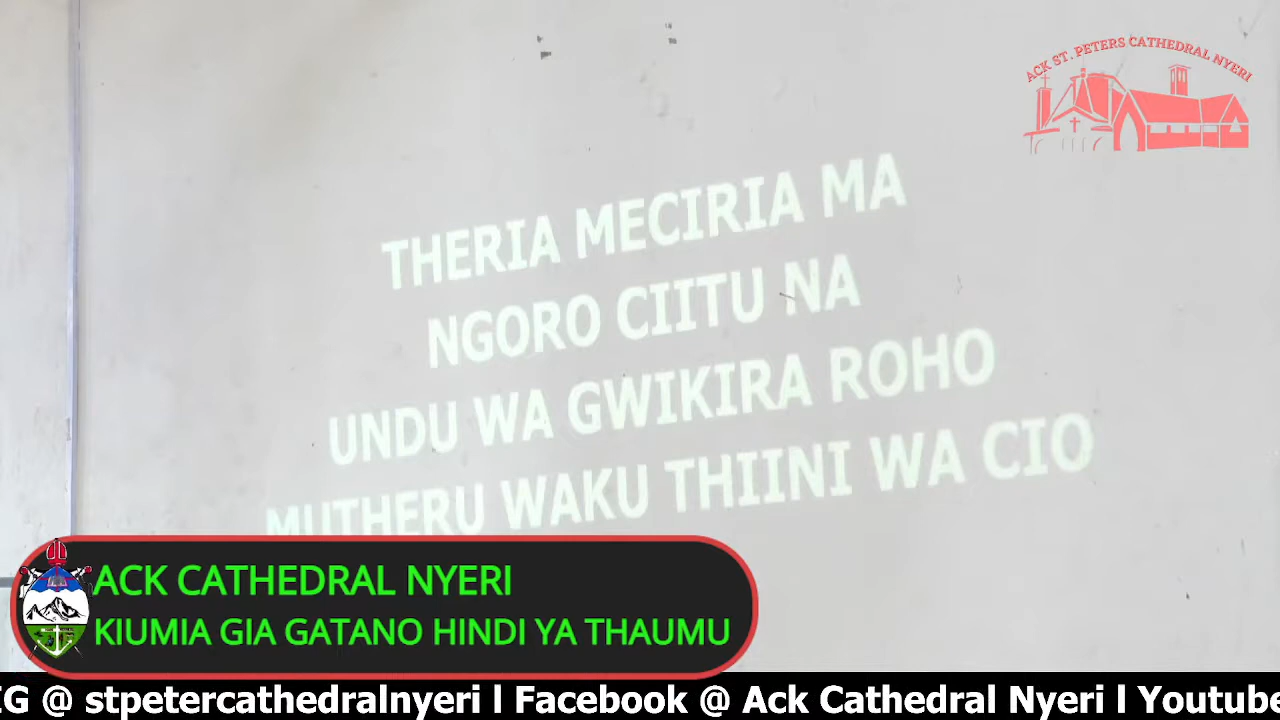 ACK ST. PETERS CATHEDRAL NYERI
THERIA MECIRIA MA
NGORO CIITU NA
UNDU WA GWIKIRA ROHO
MUTHERU WAKU THIINI WA CIO
ACK CATHEDRAL NYERI
KIUMIA GIA GATANO HINDI YA THAUMU
IG @ stpetercathedralnyeri l Facebook @ Ack Cathedral Nyeri l Youtube